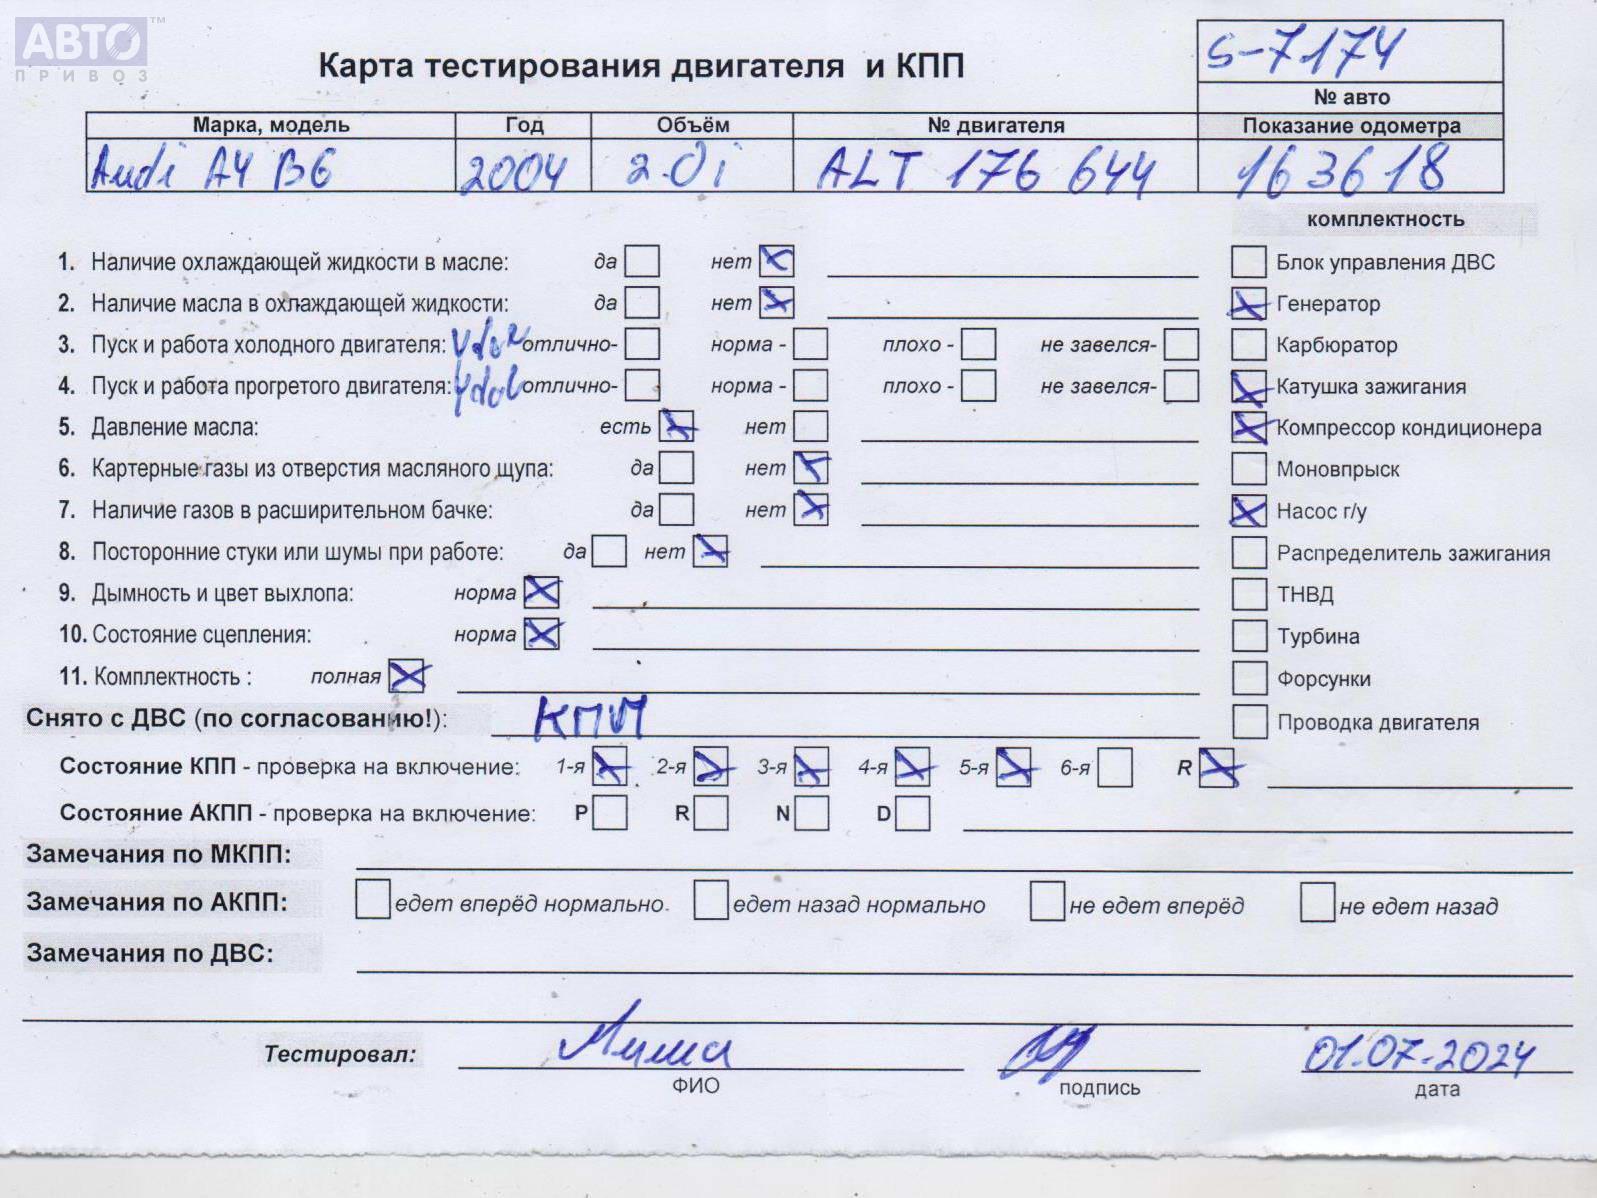 АВТО™
ПРИВОЗ
Карта тестирования двигателя и КПП
S-7174
№ авто
Марка, модель Год Объём № двигателя Показание одометра
Audi A4 B6 2004 2.0i ALT 176 644 163618
комплектность
1. Наличие охлаждающей жидкости в масле: да нет Блок управления ДВС
2. Наличие масла в охлаждающей жидкости: да нет Генератор
3. Пуск и работа холодного двигателя: отлично- норма - плохо - не завелся- Карбюратор
4. Пуск и работа прогретого двигателя: Удов отлично- норма - плохо - не завелся- Катушка зажигания
5. Давление масла: есть нет Компрессор кондиционера
6. Картерные газы из отверстия масляного щупа: да нет Моновпрыск
7. Наличие газов в расширительном бачке: да нет Насос г/у
8. Посторонние стуки или шумы при работе: да нет Распределитель зажигания
9. Дымность и цвет выхлопа: норма ТНВД
10. Состояние сцепления: норма Турбина
11. Комплектность : полная Форсунки
Снято с ДВС (по согласованию!): КПП Проводка двигателя
Состояние КПП - проверка на включение: 1-я 2-я 3-я 4-я 5-я 6-я R
Состояние АКПП - проверка на включение: P R N D
Замечания по МКПП:
Замечания по АКПП: едет вперёд нормально. едет назад нормально не едет вперёд не едет назад
Замечания по ДВС:
Тестировал: Миша 01.07.2024
ФИО подпись дата